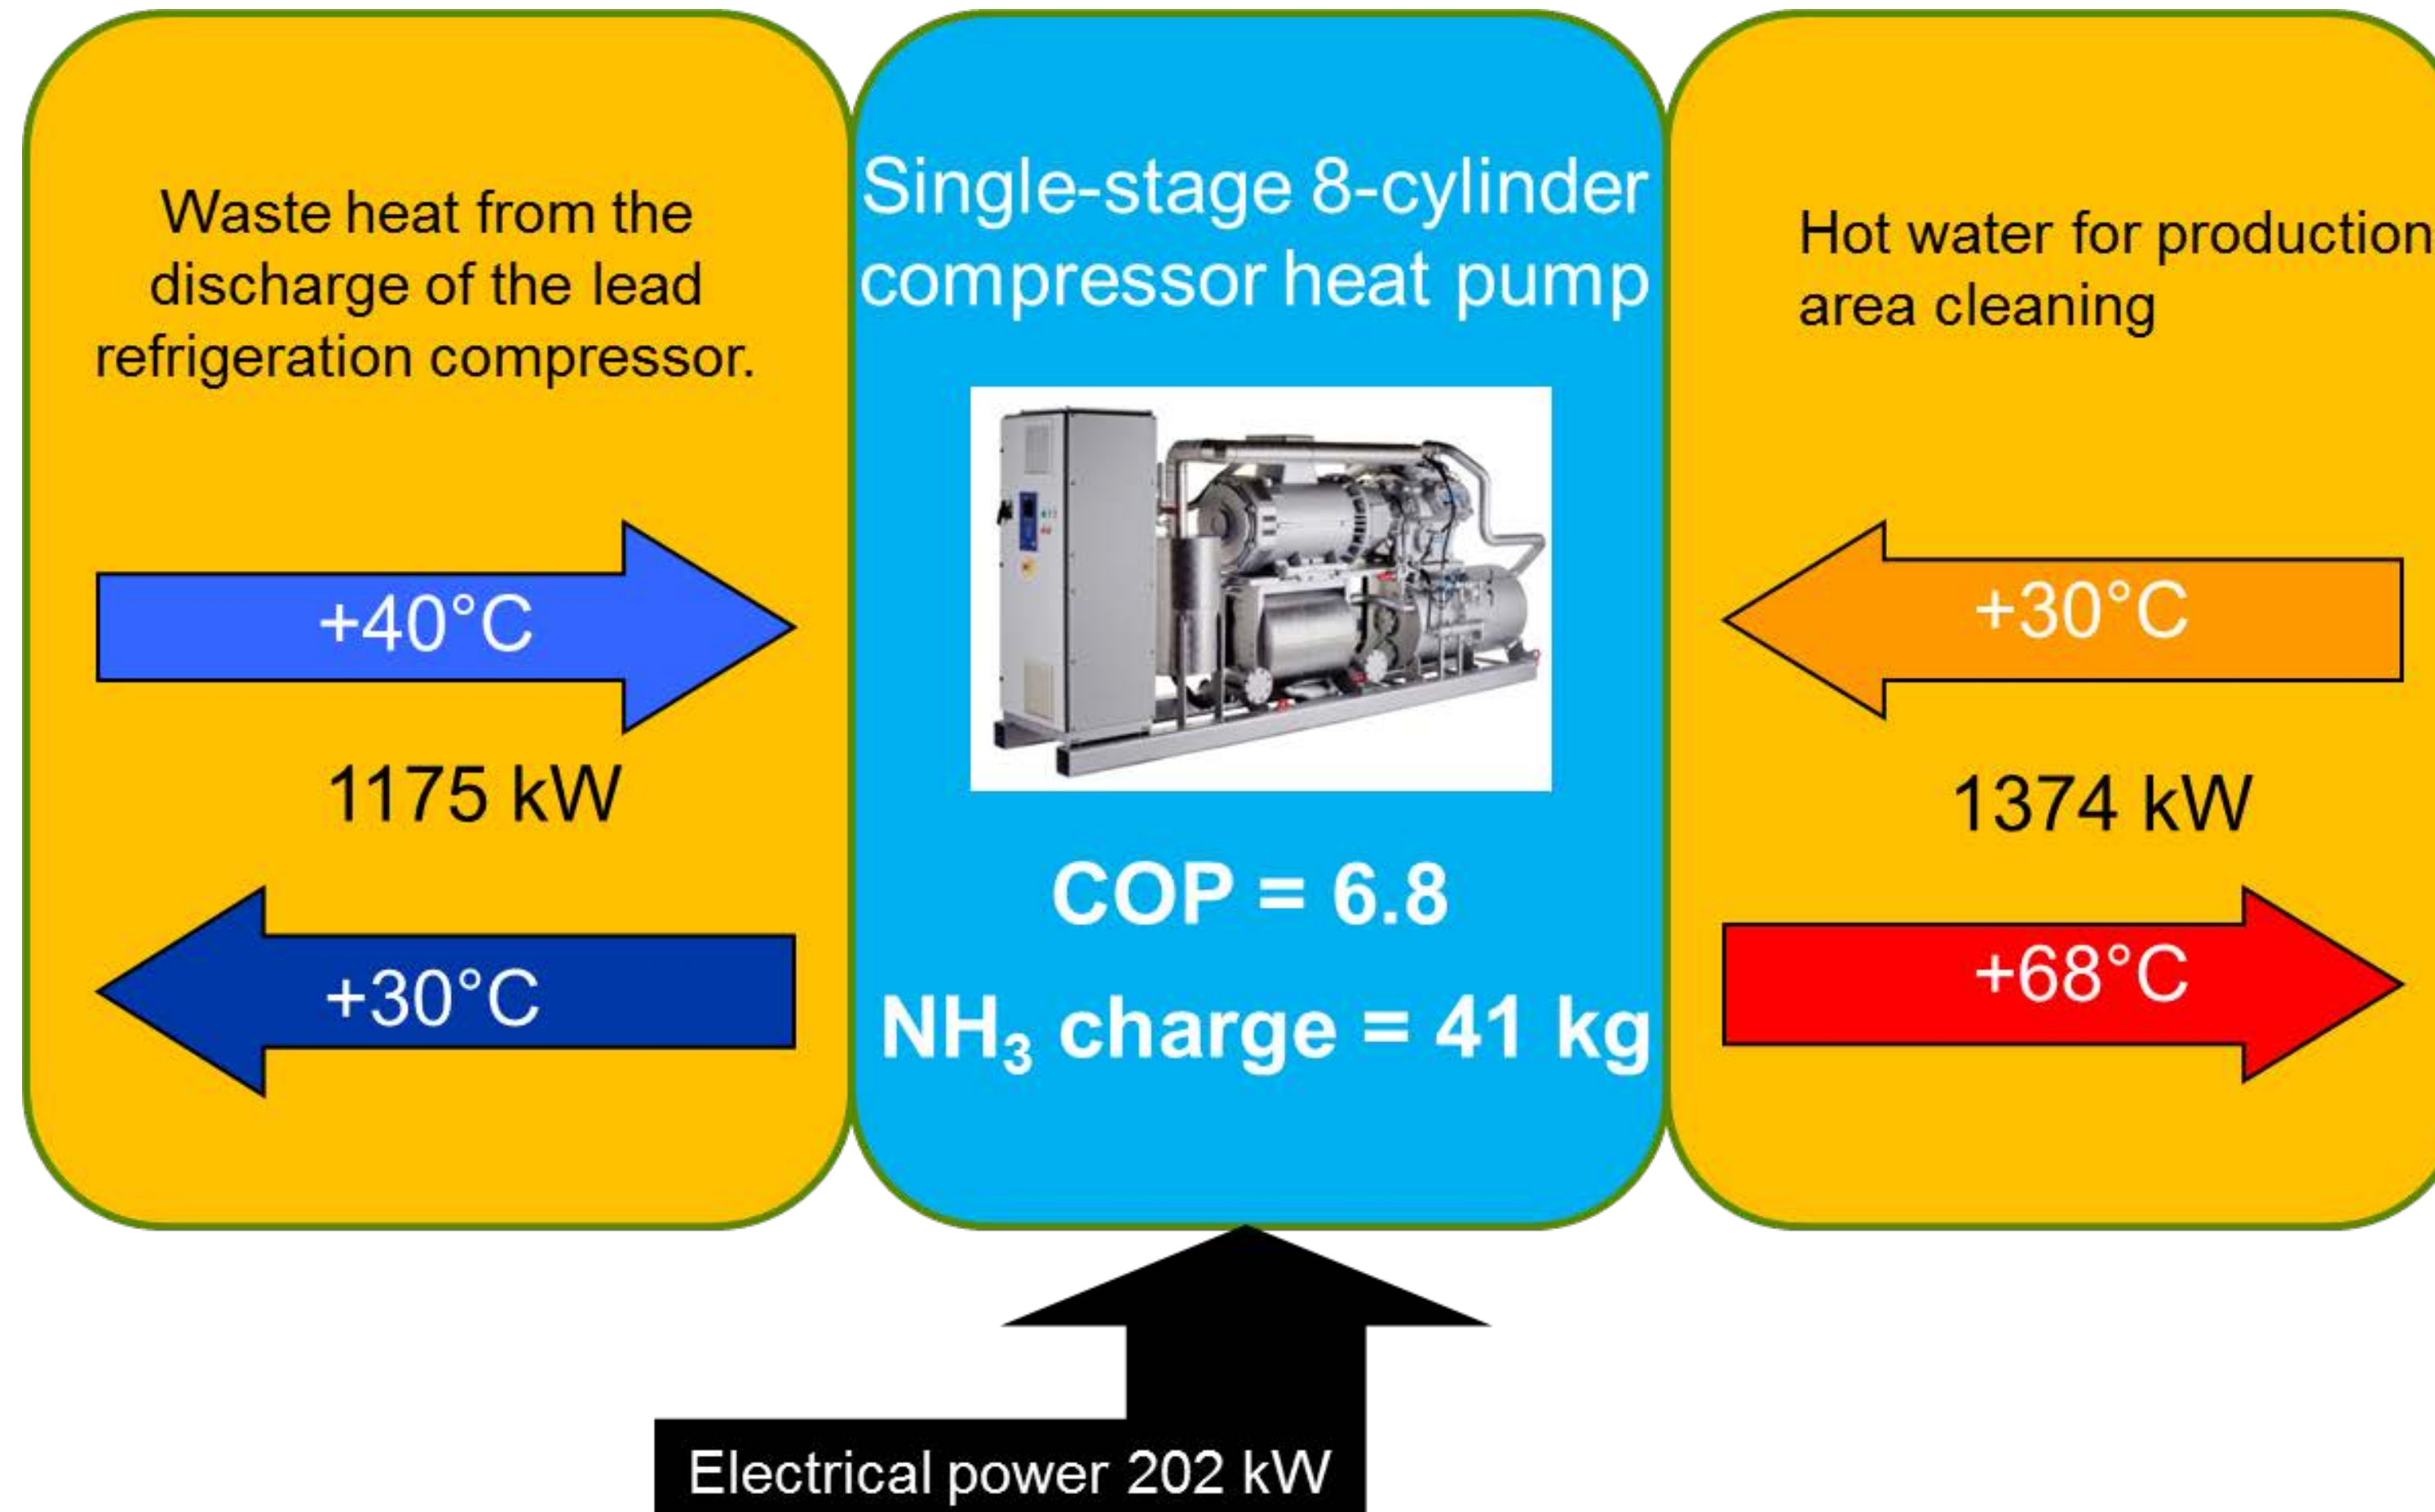 Waste heat from the
discharge of the lead
refrigeration compressor.
+40°C
1175 kW
+30°C
Single-stage 8-cylinder
compressor heat pump
COP = 6.8
NH₃ charge = 41 kg
Hot water for production
area cleaning
+30°C
1374 kW
+68°C
Electrical power 202 kW